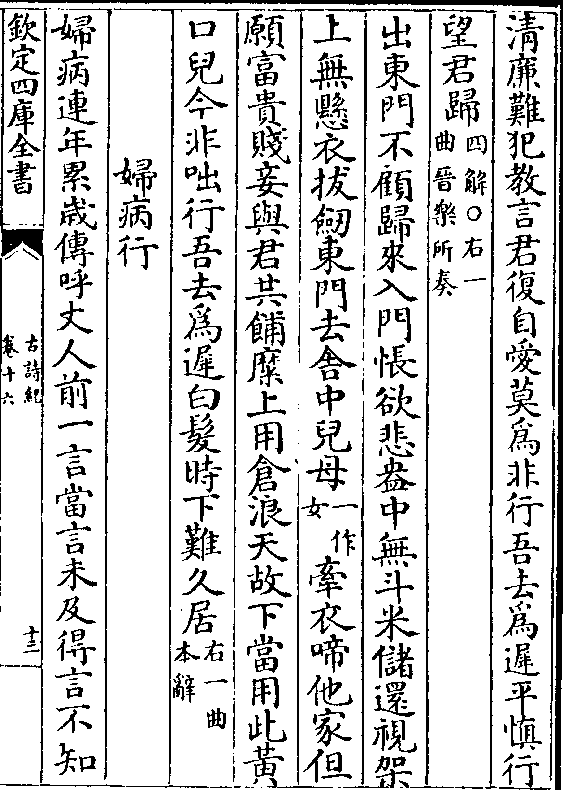 清廉難犯教言君復自愛莫爲非行吾去爲遲平慎行
望君歸四解〇右一曲晉樂所奏
出東門不顧歸來入門悵欲悲盎中無斗米儲還視架
上無懸衣拔劒東門去舎中兒母一作女牽衣啼他家但
願富貴賤妾與君共餔糜上用倉浪天故下當用此黄
口兒今非咄行吾去爲遲白髮時下難久居右一曲本辭
婦病行
婦病連年累歲傳呼丈人前一言當言未及得言不知
欽定四庫全書
古詩紀
卷十六
十三